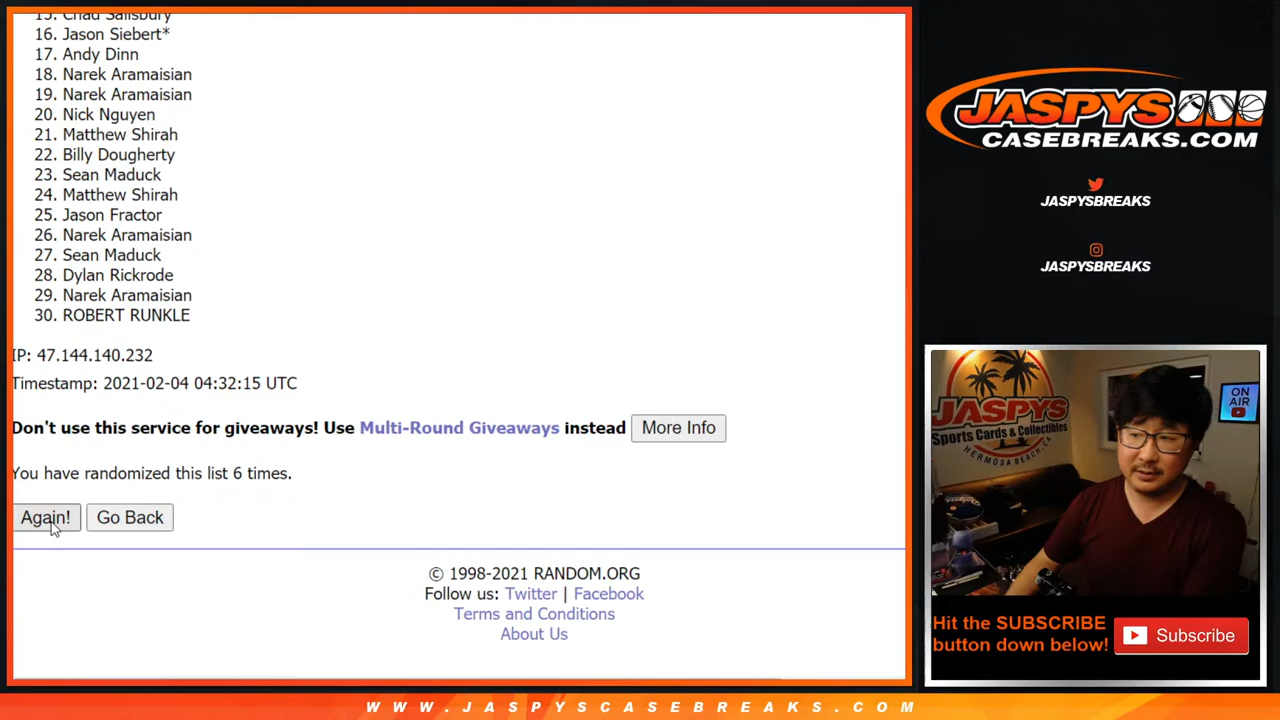 15. Chad Salisbury
16. Jason Siebert*
17. Andy Dinn
18. Narek Aramaisian
19. Narek Aramaisian
20. Nick Nguyen
21. Matthew Shirah
22. Billy Dougherty
23. Sean Maduck
24. Matthew Shirah
25. Jason Fractor
26. Narek Aramaisian
27. Sean Maduck
28. Dylan Rickrode
29. Narek Aramaisian
30. ROBERT RUNKLE
IP: 47.144.140.232
Timestamp: 2021-02-04 04:32:15 UTC
Don't use this service for giveaways! Use Multi-Round Giveaways instead More Info
You have randomized this list 6 times.
Again! Go Back
© 1998-2021 RANDOM.ORG
Follow us: Twitter | Facebook
Terms and Conditions
About Us
JASPYS
CASEBREAKS.COM
JASPYSBREAKS
JASPYSBREAKS
JASPYS
Sports Cards & Collectibles
HERMOSA BEACH, CA
ON
AIR
Hit the SUBSCRIBE
button down below!
Subscribe
WWW.JASPYSCASEBREAKS.COM